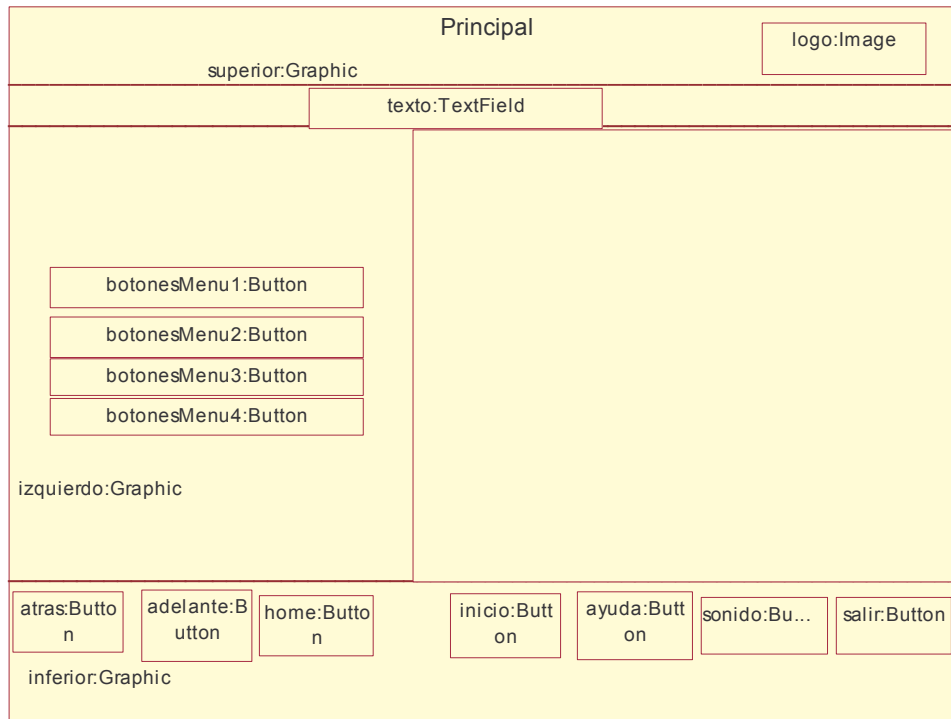 Principal
logo:Image
superior:Graphic
texto:TextField
botonesMenu1:Button
botonesMenu2:Button
botonesMenu3:Button
botonesMenu4:Button
izquierdo:Graphic
atras:Butto
n
adelante:B
utton
home:Butto
n
inicio:Butt
on
ayuda:Butt
on
sonido:Bu...
salir:Button
inferior:Graphic